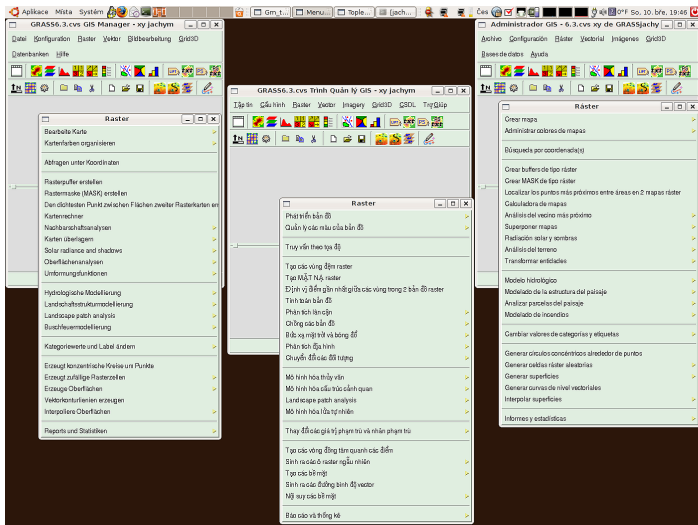 Aplikace Místa Systém
Gm_t...
Menu...
Tople...
[jach...
Čes
0°F So, 10. bře, 19:46
GRASS6.3.cvs GIS Manager - xy jachym
Datei Konfiguration Raster Vektor Bildbearbeitung Grid3D
Datenbanken Hilfe
Raster
Bearbeite Karte
Kartenfarben organisieren
Abfragen unter Koordinaten
Rasterpuffer erstellen
Rastermaske (MASK) erstellen
Den dichtesten Punkt zwischen Flächen zweiter Rasterkarten en
Kartenrechner
Nachbarschaftsanalysen
Karten überlagern
Solar radiance and shadows
Oberflächenanalysen
Umformungsfunktionen
Hydrologische Modellierung
Landschaftsstrukturmodellierung
Landscape patch analysis
Buschfeuermodellierung
Kategoriewerte und Label ändern
Erzeugt konzentrische Kreise um Punkte
Erzeugt zufällige Rasterzellen
Erzeuge Oberflächen
Vektorkonturlienien erzeugen
Interpoliere Oberflächen
Reports und Statistiken
GRASS6.3.cvs Trình Quản lý GIS - xy jachym
Tập tin Cấu hình Raster Vector Imagery Grid3D CSDL Trợ Giúp
Raster
Phát triển bản đồ
Quản lý các màu của bản đồ
Truy vấn theo tọa độ
Tạo các vùng đệm raster
Tạo MẶT NẠ raster
Định vị điểm gần nhất giữa các vùng trong 2 bản đồ raster
Tính toán bản đồ
Phân tích lân cận
Chồng các bản đồ
Bức xạ mặt trời và bóng đổ
Phân tích địa hình
Chuyển đổi các đối tượng
Mô hình hóa thủy văn
Mô hình hóa cấu trúc cảnh quan
Landscape patch analysis
Mô hình hóa lửa tự nhiên
Thay đổi các giá trị phạm trù và nhãn phạm trù
Tạo các vòng đồng tâm quanh các điểm
Sinh ra các ô raster ngẫu nhiên
Tạo các bề mặt
Sinh ra các đường bình độ vector
Nội suy các bề mặt
Báo cáo và thống kê
Administrador GIS - 6.3.cvs xy de GRASSjachy
Archivo Configuración Ráster Vectorial Imágenes Grid3D
Bases de datos Ayuda
Ráster
Crear mapa
Administrar colores de mapas
Búsqueda por coordenada(s)
Crear buffers de tipo ráster
Crear MASK de tipo ráster
Localizar los puntos más próximos entre áreas en 2 mapas ráster
Calculadora de mapas
Análisis del vecino más próximo
Superponer mapas
Radiación solar y sombras
Análisis del terreno
Transformar entidades
Modelo hidrológico
Modelado de la estructura del paisaje
Analizar parcelas del paisaje
Modelado de incendios
Cambiar valores de categorías y etiquetas
Generar círculos concéntricos alrededor de puntos
Generar celdas ráster aleatorias
Generar superficies
Generar curvas de nivel vectoriales
Interpolar superficies
Informes y estadísticas